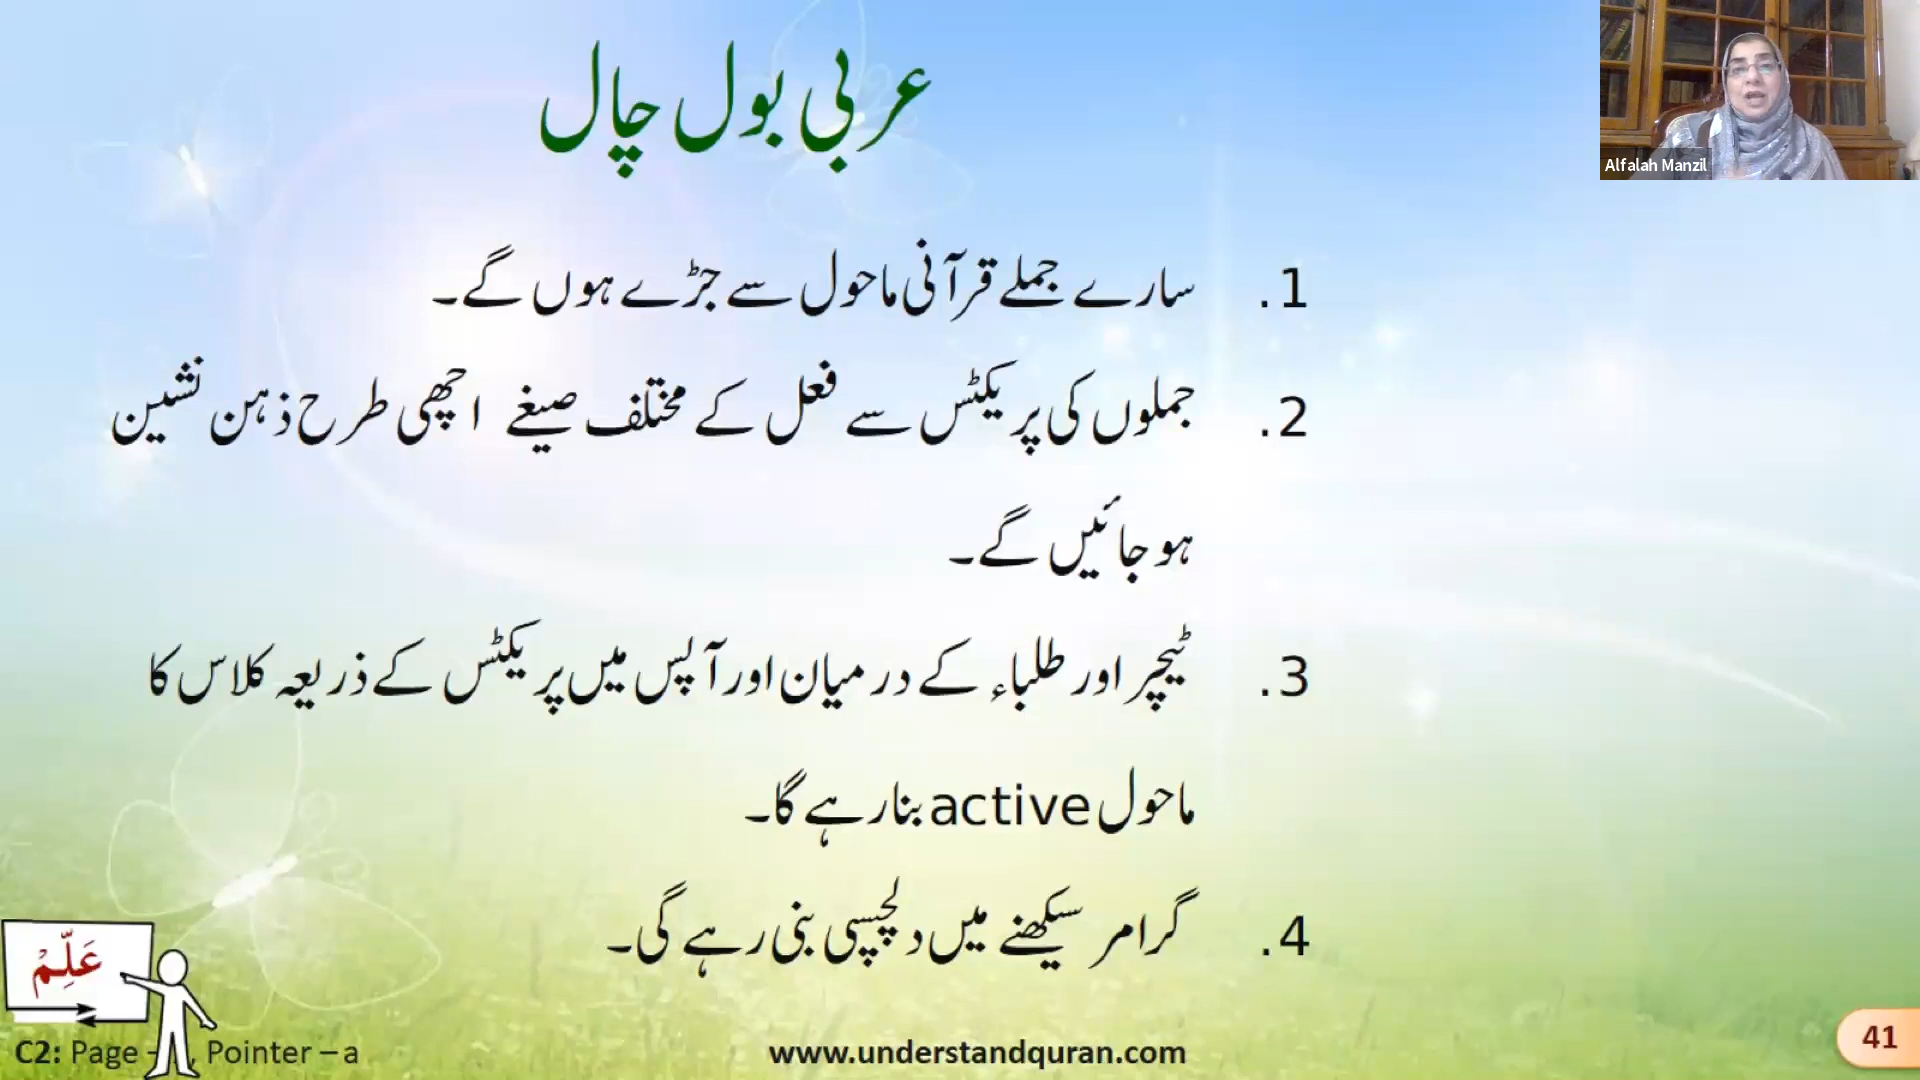 عربی بول چال
Alfalah Manzil
1. سارے جملے قرآنی ماحول سے جڑے ہوں گے۔
2. جملوں کی پریکٹس سے فعل کے مختلف صیغے اچھی طرح ذہن نشین
ہو جائیں گے۔
3. ٹیچر اور طلباء کے درمیان اور آپس میں پریکٹس کے ذریعہ کلاس کا
ماحول active بنا رہے گا۔
4. گرامر سیکھنے میں دلچسپی بنی رہے گی۔
عَلِّمْ
C2: Page - , Pointer – a
www.understandquran.com
41